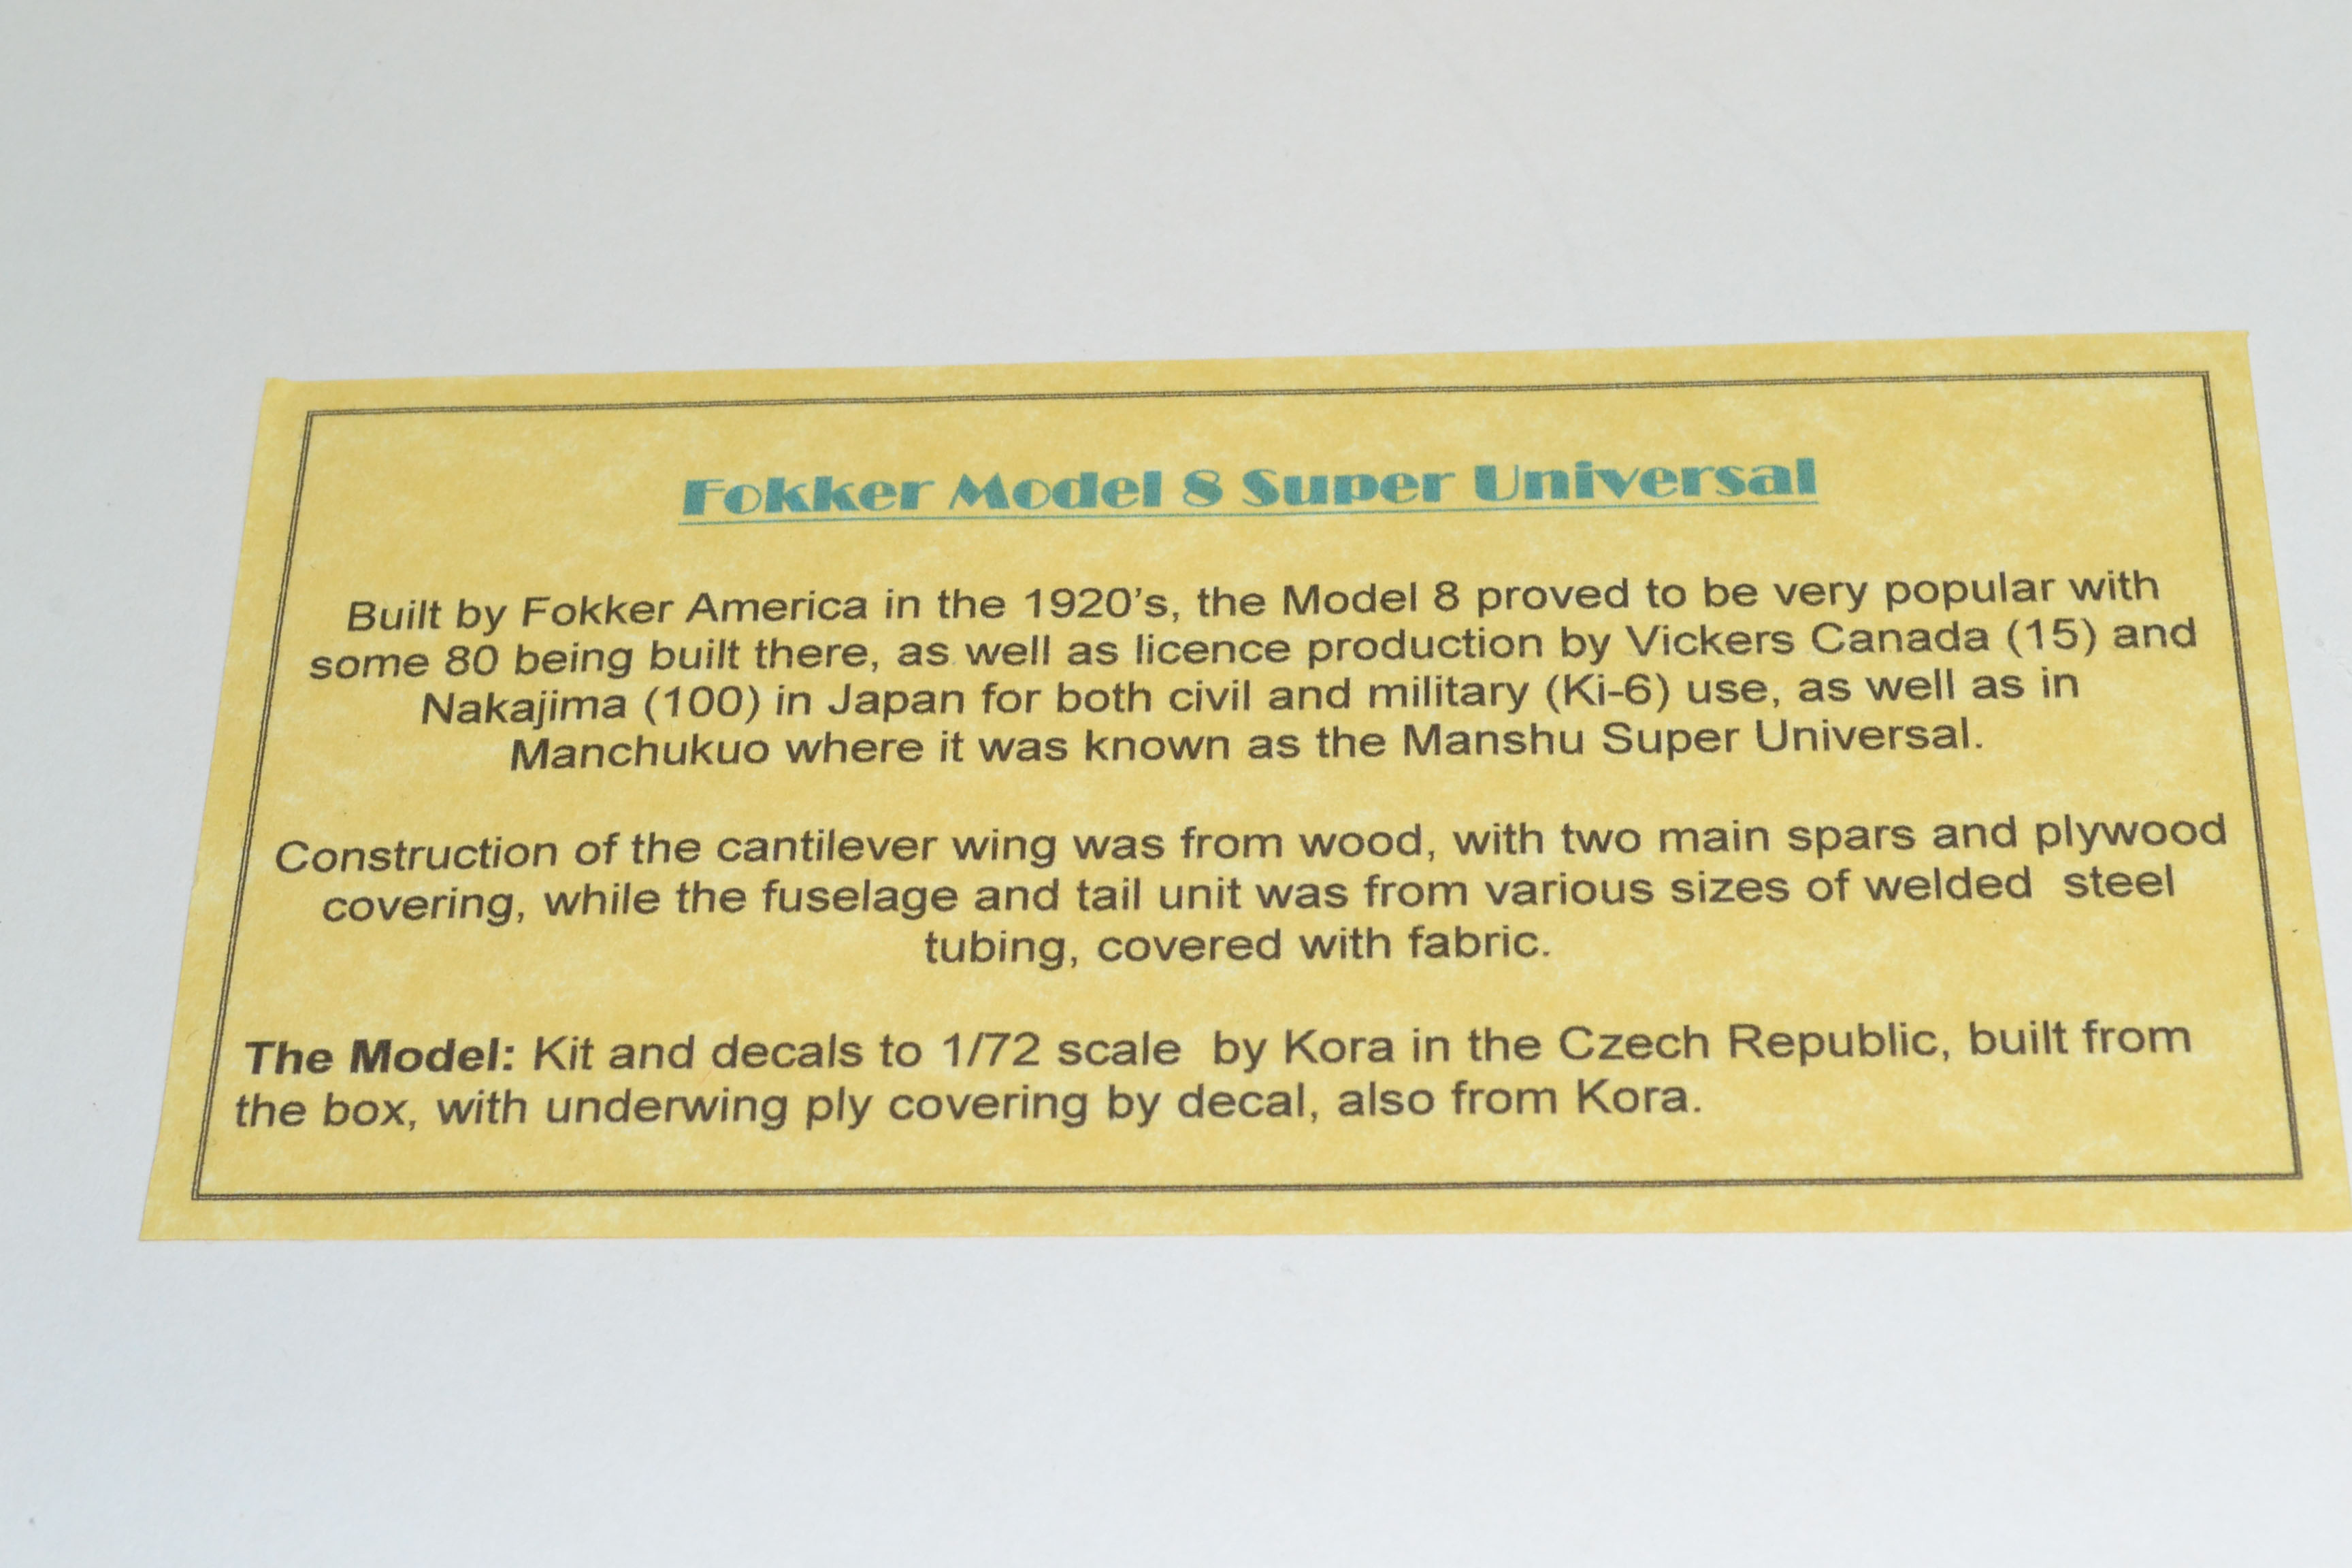 Fokker Model 8 Super Universal
Built by Fokker America in the 1920's, the Model 8 proved to be very popular with
some 80 being built there, as well as licence production by Vickers Canada (15) and
Nakajima (100) in Japan for both civil and military (Ki-6) use, as well as in
Manchukuo where it was known as the Manshu Super Universal.
Construction of the cantilever wing was from wood, with two main spars and plywood
covering, while the fuselage and tail unit was from various sizes of welded  steel
tubing, covered with fabric.
The Model: Kit and decals to 1/72 scale  by Kora in the Czech Republic, built from
the box, with underwing ply covering by decal, also from Kora.